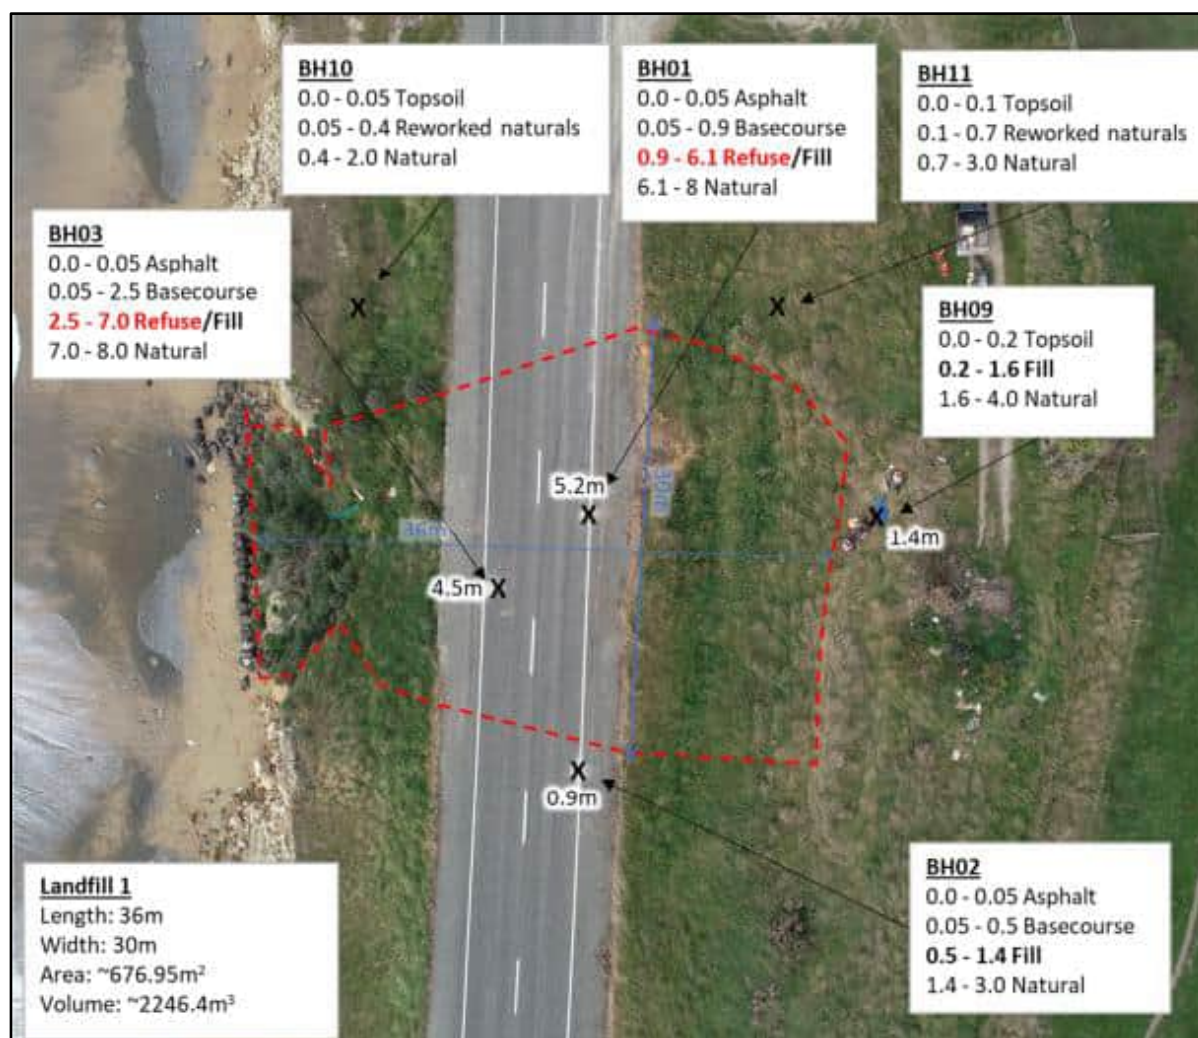 BH10
0.0 - 0.05 Topsoil
0.05 - 0.4 Reworked naturals
0.4 - 2.0 Natural
BH01
0.0 - 0.05 Asphalt
0.05 - 0.9 Basecourse
0.9 - 6.1 Refuse/Fill
6.1 - 8 Natural
BH11
0.0 - 0.1 Topsoil
0.1 - 0.7 Reworked naturals
0.7 - 3.0 Natural
BH03
0.0 - 0.05 Asphalt
0.05 - 2.5 Basecourse
2.5 - 7.0 Refuse/Fill
7.0 - 8.0 Natural
BH09
0.0 - 0.2 Topsoil
0.2 - 1.6 Fill
1.6 - 4.0 Natural
X
X
5.2m
X
30m
X
1.4m
36m
4.5m X
X
0.9m
BH02
0.0 - 0.05 Asphalt
0.05 - 0.5 Basecourse
0.5 - 1.4 Fill
1.4 - 3.0 Natural
Landfill 1
Length: 36m
Width: 30m
Area: ~676.95m²
Volume: ~2246.4m³